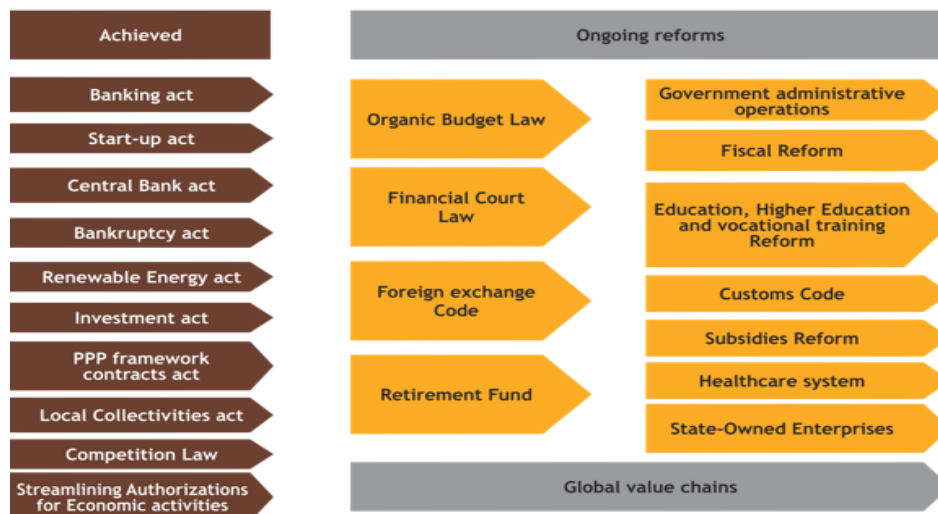 Achieved
Banking act
Start-up act
Central Bank act
Bankruptcy act
Renewable Energy act
Investment act
PPP framework
contracts act
Local Collectivities act
Competition Law
Streamlining Authorizations
for Economic activities
Ongoing reforms
Organic Budget Law
Financial Court
Law
Foreign exchange
Code
Retirement Fund
Government administrative
operations
Fiscal Reform
Education, Higher Education
and vocational training
Reform
Customs Code
Subsidies Reform
Healthcare system
State-Owned Enterprises
Global value chains